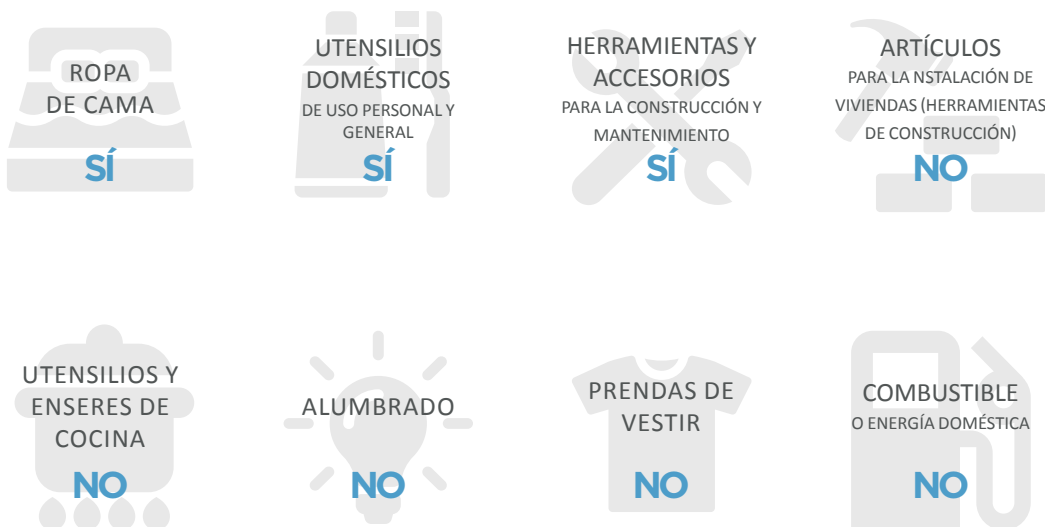 ROPA
DE CAMA
SÍ
UTENSILIOS
DOMÉSTICOS
DE USO PERSONAL Y
GENERAL
SÍ
HERRAMIENTAS Y
ACCESORIOS
PARA LA CONSTRUCCIÓN Y
MANTENIMIENTO
SÍ
ARTÍCULOS
PARA LA NSTALACIÓN DE
VIVIENDAS (HERRAMIENTAS
DE CONSTRUCCIÓN)
NO
UTENSILIOS Y
ENSERES DE
COCINA
NO
ALUMBRADO
NO
PRENDAS DE
VESTIR
NO
COMBUSTIBLE
O ENERGÍA DOMÉSTICA
NO